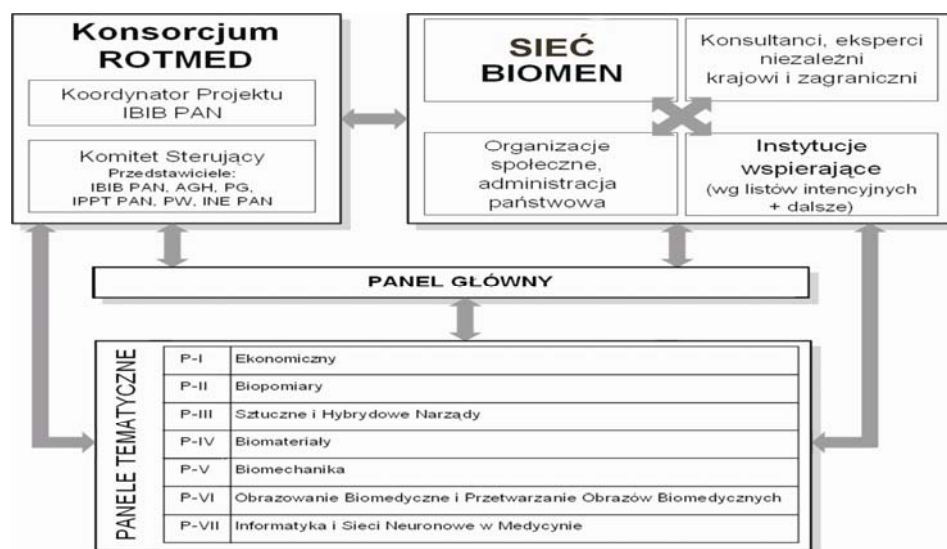 Konsorcjum
ROTMED
Koordynator Projektu
IBIB PAN
Komitet Sterujący
Przedstawiciele:
IBIB PAN, AGH, PG,
IPPT PAN, PW, INE PAN
SIEĆ
BIOMEN
Konsultanci, eksperci
niezależni
krajowi i zagraniczni
Organizacje
społeczne,
administracja
państwowa
Instytucje
wspierające
(wg listów intencyjnych
+ dalsze)
PANEL GŁÓWNY
PANELE TEMATYCZNE
P-I Ekonomiczny
P-II Biopomiary
P-III Sztuczne i Hybrydowe Narządy
P-IV Biomateriały
P-V Biomechanika
P-VI Obrazowanie Biomedyczne i Przetwarzanie Obrazów Biomedycznych
P-VII Informatyka i Sieci Neuronowe w Medycynie